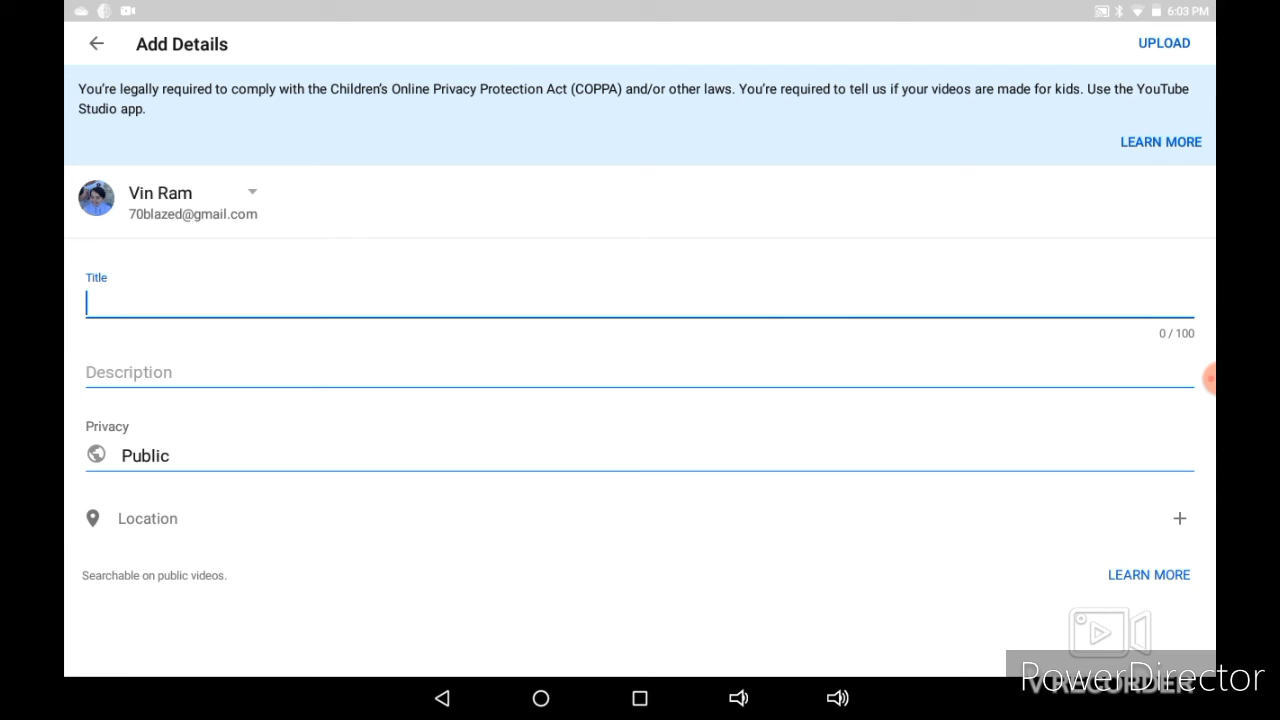 6:03 PM
Add Details
UPLOAD
You're legally required to comply with the Children's Online Privacy Protection Act (COPPA) and/or other laws. You're required to tell us if your videos are made for kids. Use the YouTube
Studio app.
LEARN MORE
Vin Ram
70blazed@gmail.com
Title
0 / 100
Description
Privacy
Public
Location
Searchable on public videos.
LEARN MORE
PowerDirector